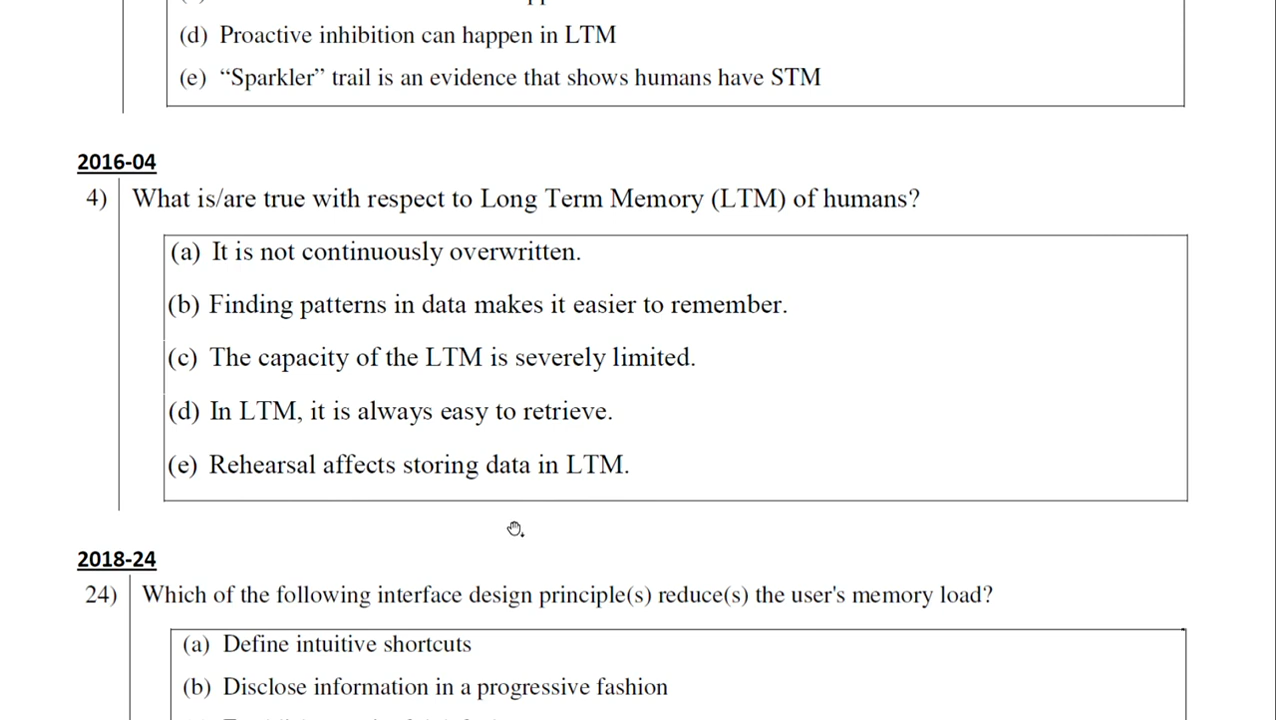 (d) Proactive inhibition can happen in LTM
(e) “Sparkler” trail is an evidence that shows humans have STM
2016-04
4) What is/are true with respect to Long Term Memory (LTM) of humans?
(a) It is not continuously overwritten.
(b) Finding patterns in data makes it easier to remember.
(c) The capacity of the LTM is severely limited.
(d) In LTM, it is always easy to retrieve.
(e) Rehearsal affects storing data in LTM.
2018-24
24) Which of the following interface design principle(s) reduce(s) the user's memory load?
(a) Define intuitive shortcuts
(b) Disclose information in a progressive fashion